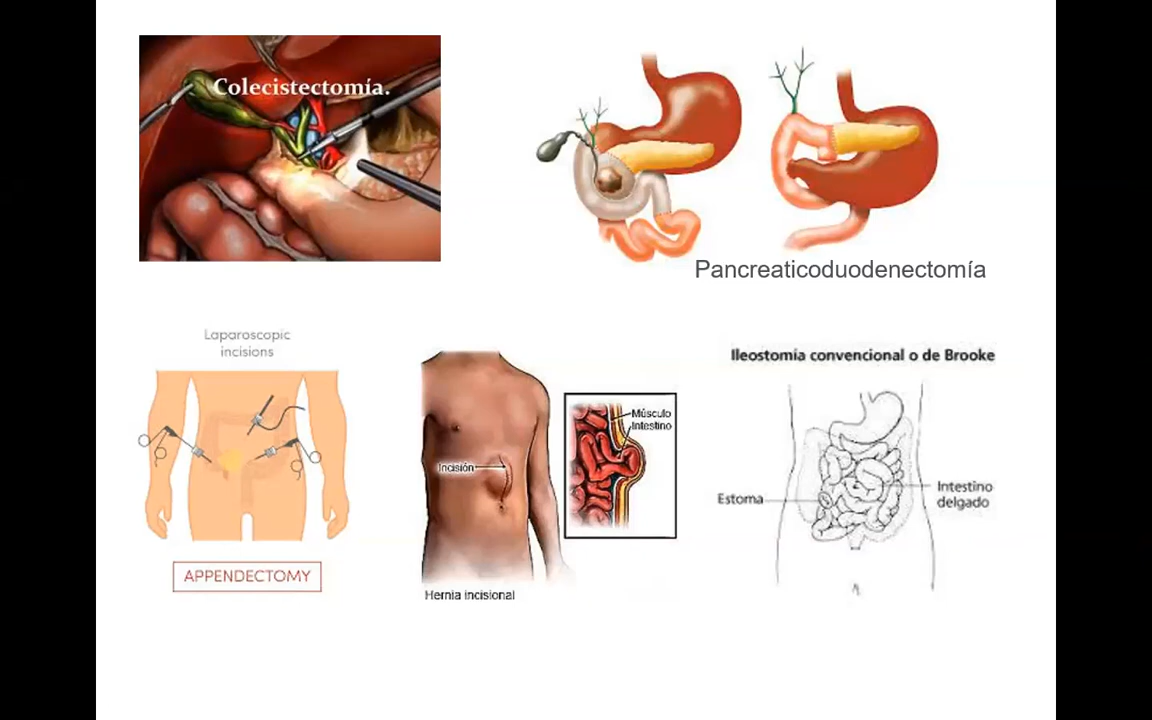 Colecistectomía.
Pancreaticoduodenectomía
Laparoscopic
incisions
APPENDECTOMY
Incisión
Músculo
Intestino
Hernia incisional
Ileostomía convencional o de Brooke
Estoma
Intestino
delgado